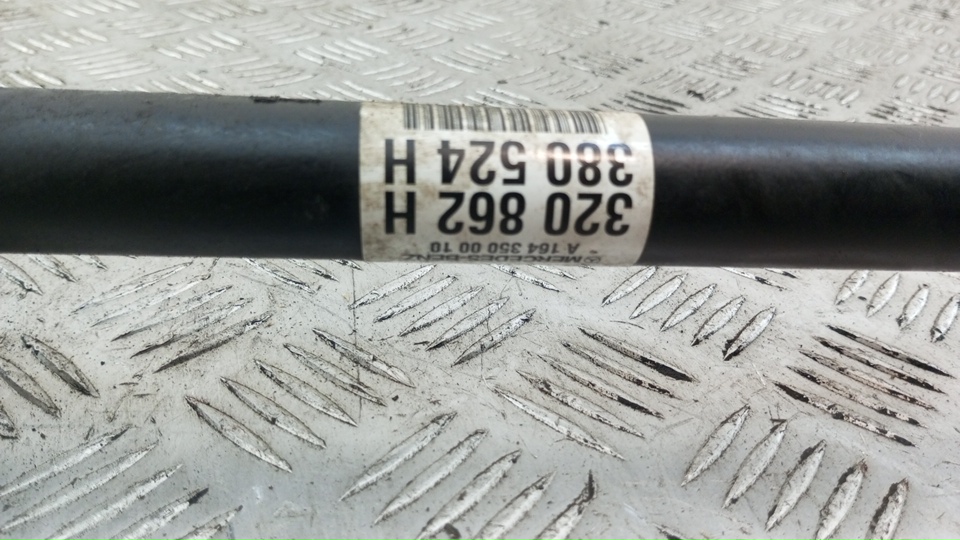 MERCEDES-BENZ
A 164 350 00 10
320 862 H
380 524 H